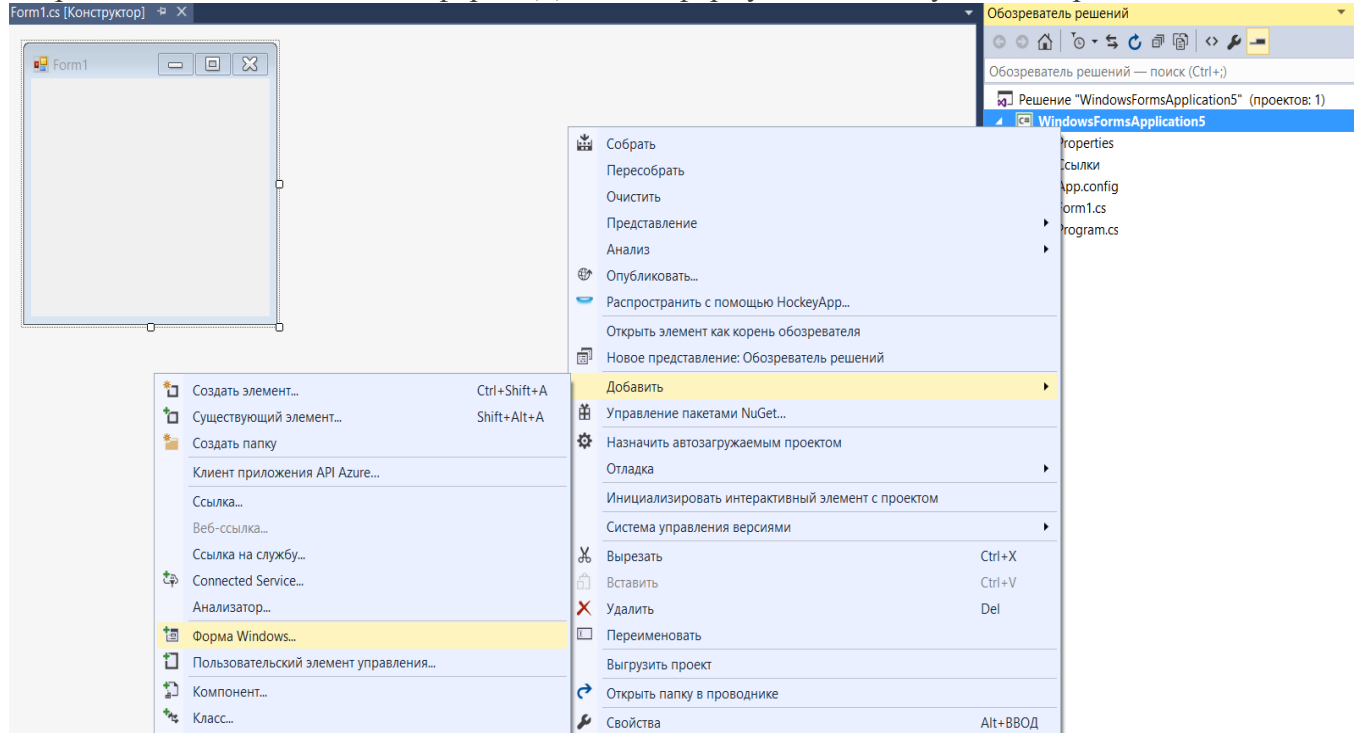 Form1.cs [Конструктор]
Обозреватель решений
Form1
Обозреватель решений — поиск (Ctrl+;)
Решение "WindowsFormsApplication5" (проектов: 1)
WindowsFormsApplication5
Properties
Ссылки
App.config
Form1.cs
Program.cs
Собрать
Пересобрать
Очистить
Представление
Анализ
Опубликовать...
Распространить с помощью HockeyApp...
Открыть элемент как корень обозревателя
Новое представление: Обозреватель решений
Добавить
Управление пакетами NuGet...
Назначить автозагружаемым проектом
Отладка
Инициализировать интерактивный элемент с проектом
Система управления версиями
Вырезать Ctrl+X
Вставить Ctrl+V
Удалить Del
Переименовать
Выгрузить проект
Открыть папку в проводнике
Свойства Alt+ВВОД
Создать элемент... Ctrl+Shift+A
Существующий элемент... Shift+Alt+A
Создать папку
Клиент приложения API Azure...
Ссылка...
Веб-ссылка...
Ссылка на службу...
Connected Service...
Анализатор...
Форма Windows...
Пользовательский элемент управления...
Компонент...
Класс...